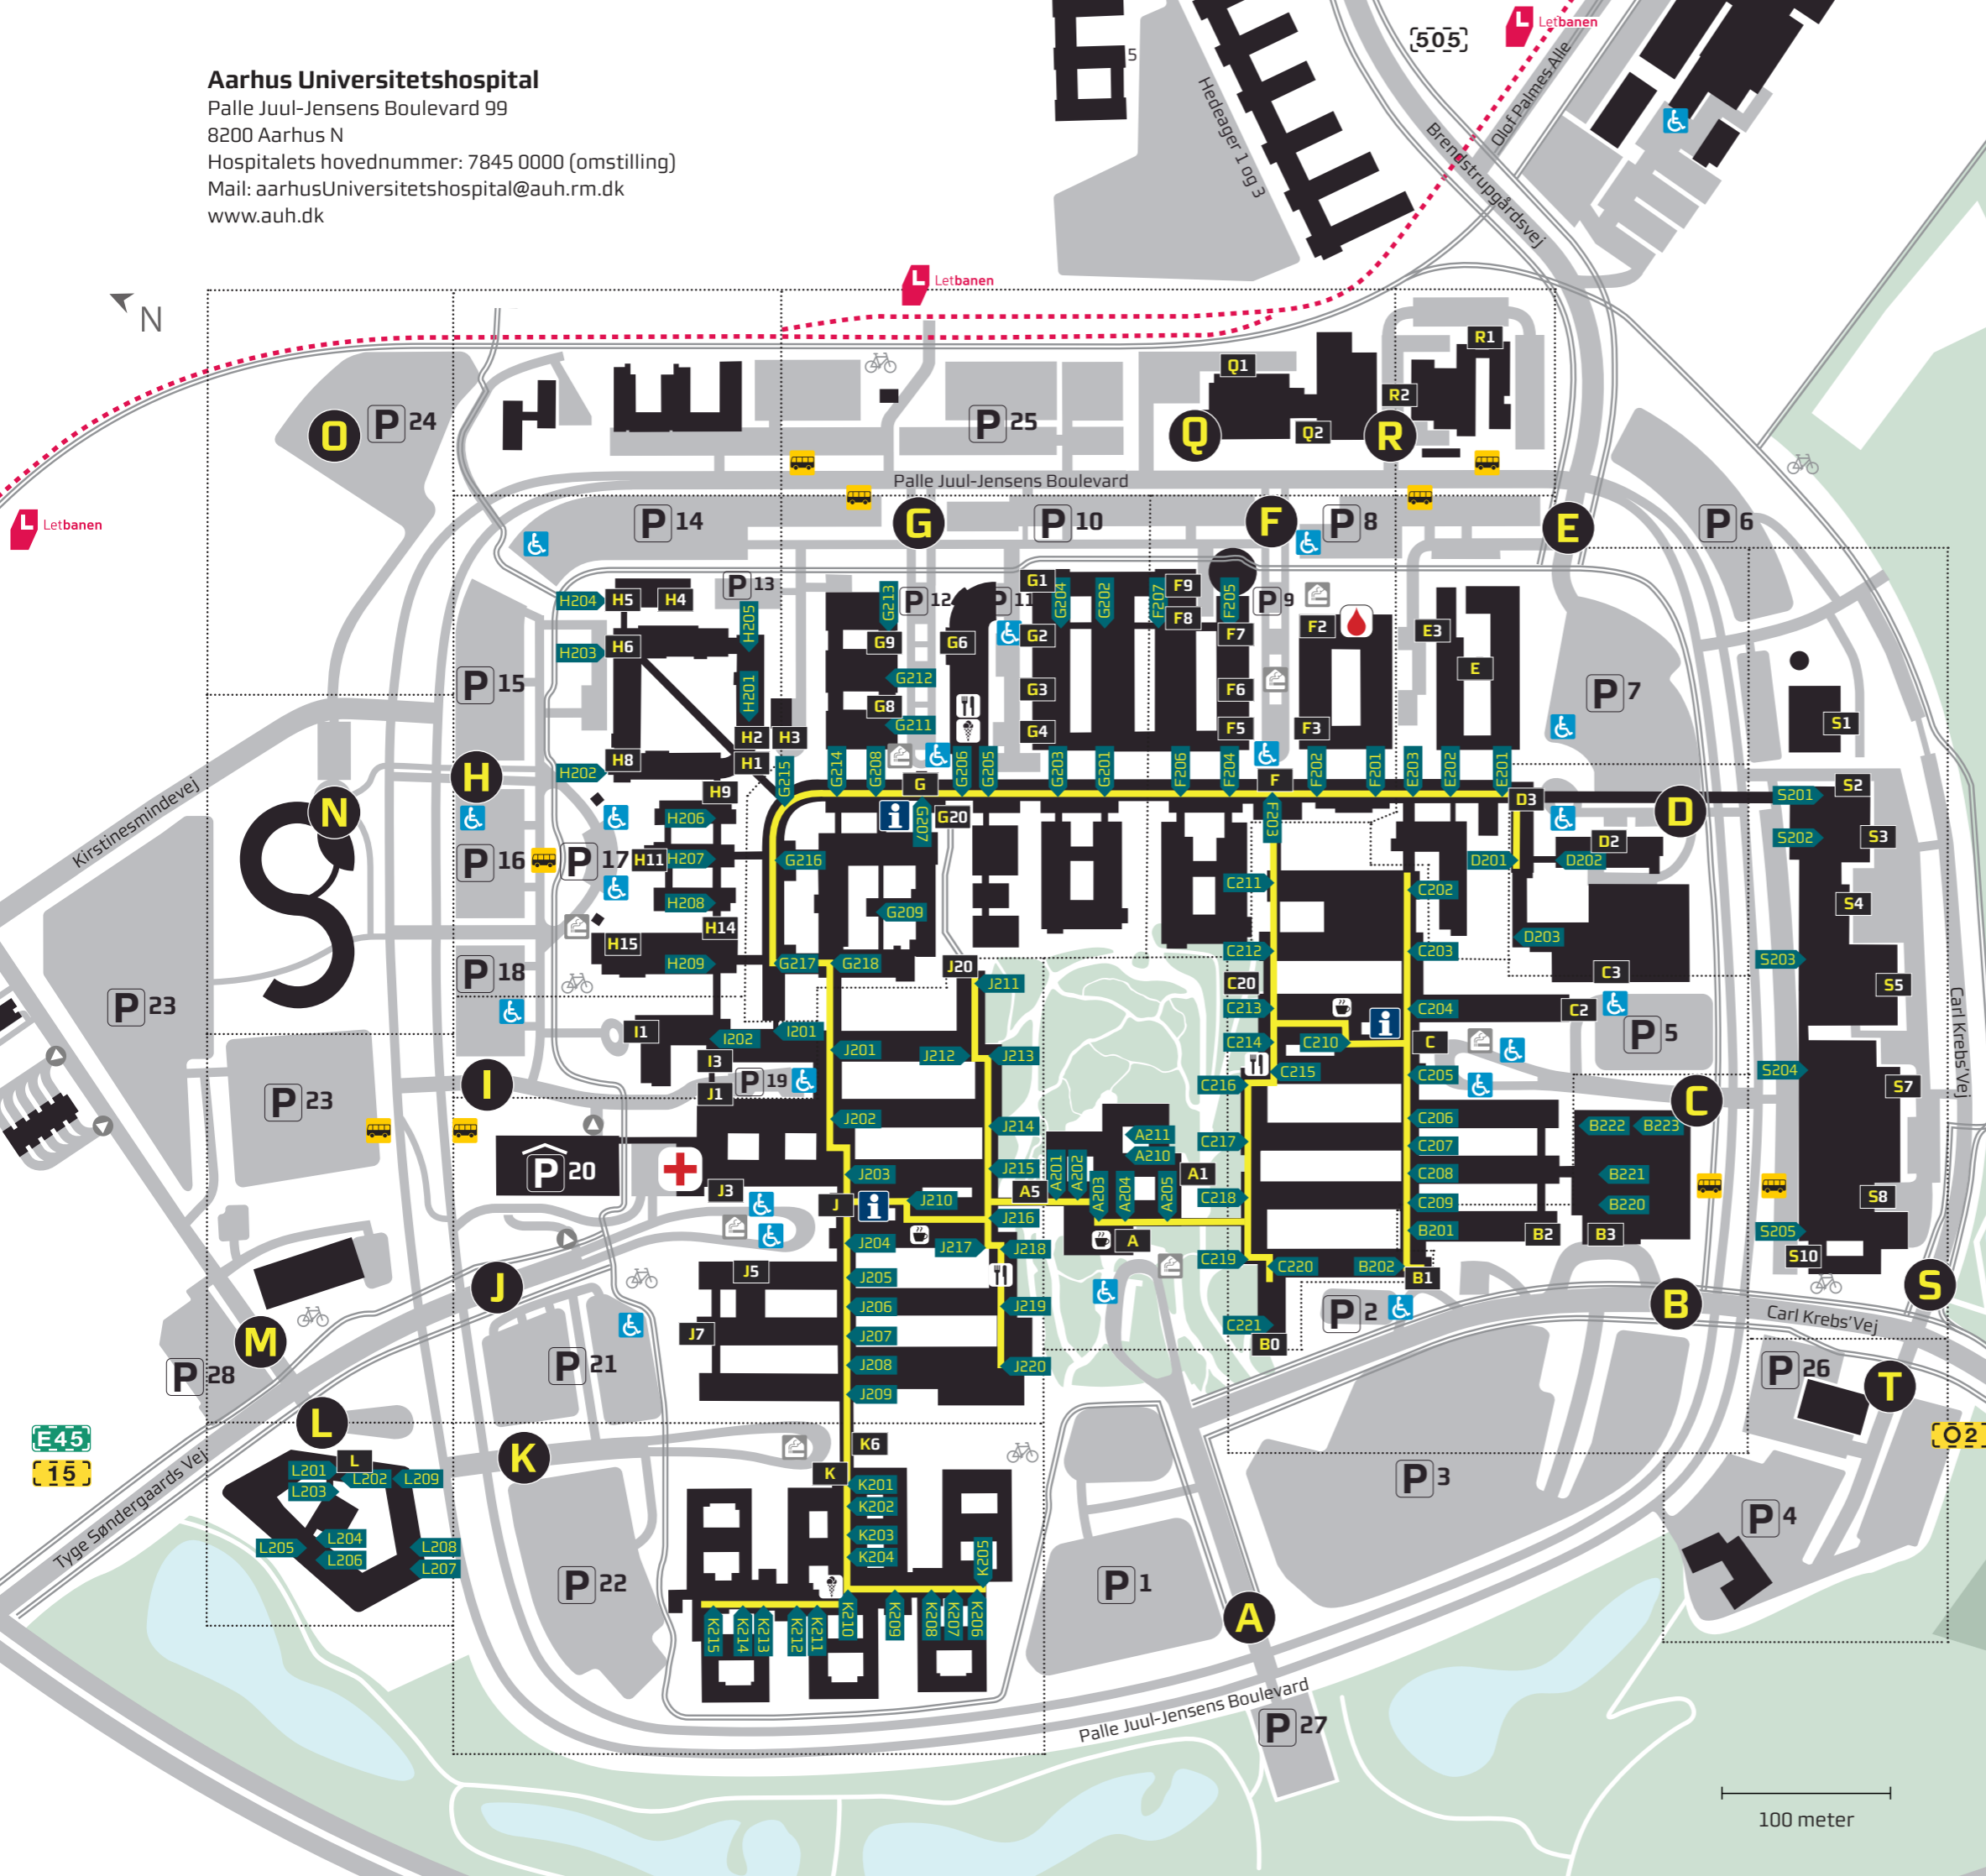 Aarhus Universitetshospital
Palle Juul-Jensens Boulevard 99
8200 Aarhus N
Hospitalets hovednummer: 7845 0000 (omstilling)
Mail: aarhusUniversitetshospital@auh.rm.dk
www.auh.dk
N
5
Hedeager 1 og 3
505
L Letbanen
Olof Palmes Alle
Brendstrupgårdsvej
L Letbanen
L Letbanen
O P 24
P 25
Q1
Q
Q2
R1
R2
R
Palle Juul-Jensens Boulevard
P 14
G
P 10
F
P 8
E
P 6
P 13
P 12
P 11
P 9
H204 H5 H4
H203 H6
H205
H201
H2 H3
H8 H1
H202
H9
P 15
H
G213
G9
G6
G212
G8
G211
G1
G204
G202
G2
G3
G4
F207
F9
F8
F205
F7
F6
F5
F2
F3
E3
E
P 7
S1
G215
G214
G208
G
G206
G205
G203
G201
F206
F204
F
F202
F201
E203
E202
E201
D3
D
S201
S2
i
G207
G20
F203
S202
S3
N
Kirstinesmindevej
P 16
P 17
H206
H11
H207
H208
H14
H15
H209
G216
G209
G217
G218
D2
D201
D202
D203
C3
C211
C202
C212
C203
S4
S203
S5
Carl Krebs'Vej
P 18
P 23
P 23
J20
J211
C20
C213
C204
C2
P 5
I1
I202
I201
I3
J201
J212
J213
C214
C210
i
C
C215
C216
C205
S204
S7
I
J1
P 19
J202
J214
C206
C
A211
A210
C217
C207
B222
B223
P 20
J203
J215
A201
A202
A203
A204
A205
A1
C208
B221
J3
J
i
J210
A5
C218
C209
B220
S8
J216
J204
J217
J218
A
B201
B2
B3
S205
S10
C219
C220
B202
B1
S
J5
J205
J206
J219
J7
J207
J208
J220
J209
C221
B0
P 2
B
Carl Krebs'Vej
J
M
P 28
P 21
P 26
T
E45
15
O2
L
Tyge Søndergaards Vej
K
K6
K
L
L201
L202
L209
L203
L204
L205
L206
L208
L207
K201
K202
K203
K204
K205
P 3
P 4
P 22
P 1
A
K215
K214
K213
K212
K211
K210
K209
K208
K207
K206
Palle Juul-Jensens Boulevard
P 27
100 meter